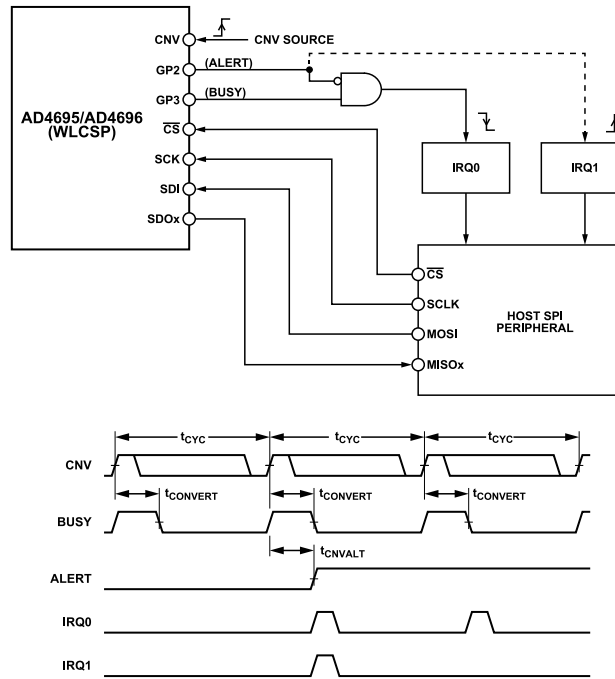 CNV
CNV SOURCE
GP2
(ALERT)
GP3
(BUSY)
AD4695/AD4696
(WLCSP)
CS
SCK
IRQ0
IRQ1
SDI
SDOx
CS
SCLK
HOST SPI
PERIPHERAL
MOSI
MISOx
tCYC
tCYC
tCYC
CNV
tCONVERT
tCONVERT
tCONVERT
BUSY
tCNVALT
ALERT
IRQ0
IRQ1